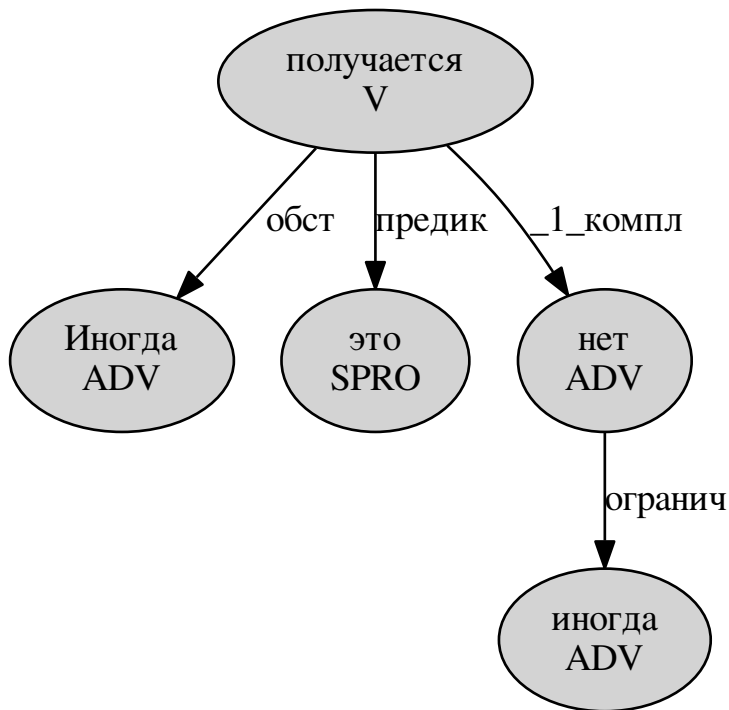 получается
V
обст
предик
_1_компл
Иногда
ADV
это
SPRO
нет
ADV
огранич
иногда
ADV